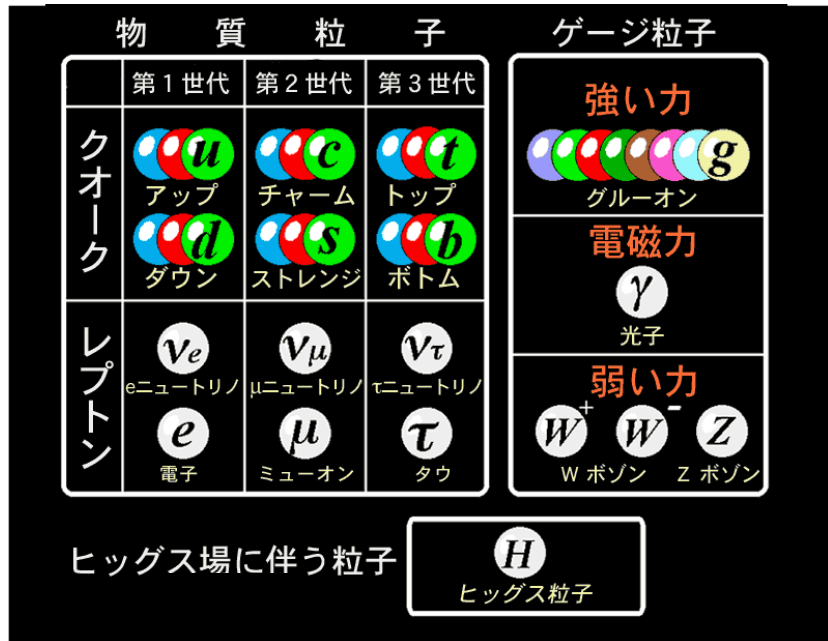 物質粒子
ゲージ粒子
第1世代 第2世代 第3世代
クオーク
u c t
アップ チャーム トップ
d s b
ダウン ストレンジ ボトム
レプトン
νe νμ ντ
eニュートリノ μニュートリノ τニュートリノ
e μ τ
電子 ミューオン タウ
強い力
g
グルーオン
電磁力
γ
光子
弱い力
W+ W- Z
W ボゾン Z ボゾン
ヒッグス場に伴う粒子
H
ヒッグス粒子